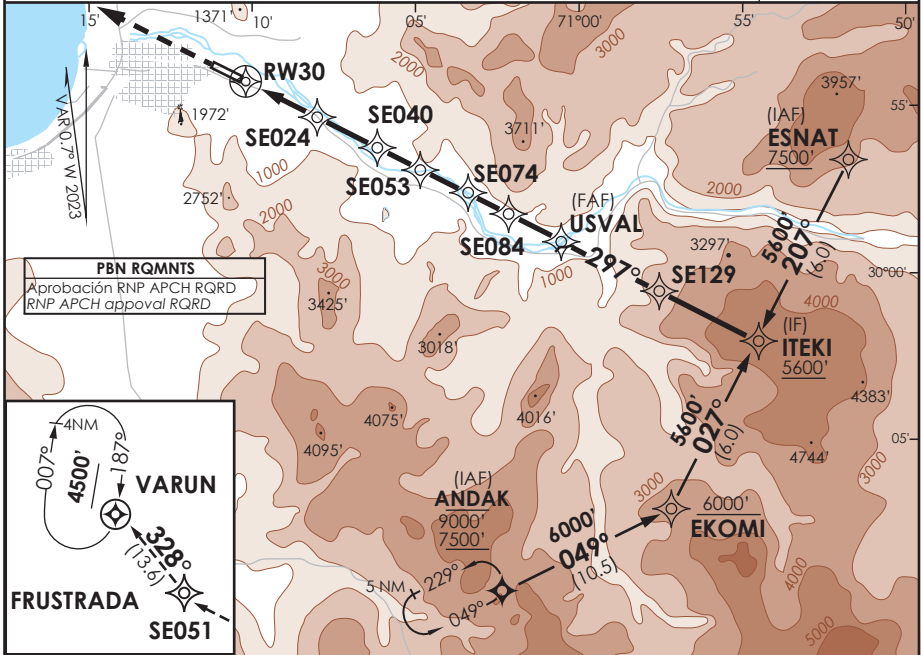 15'
10'
05'
71°00'
55'
50'
1371'
3000
2000
3957'
RW30
(IAF)
ESNAT
7500'
55'
1972'
SE040
3711'
SE024
VAR 0.7° W 2023
1000
SE053
SE074
2752'
2000
(FAF)
USVAL
2000
SE084
5600'
207°
(6.0)
297°
3297'
1000
SE129
30°00'
PBN RQMNTS
Aprobación RNP APCH RQRD
RNP APCH appoval RQRD
3000
3425'
4000
(IF)
ITEKI
5600'
3018'
4383'
4075'
4016'
4095'
5600'
027°
(6.0)
05'
4744'
3000
4NM
007°
4500'
187°
VARUN
328°
(13.6)
FRUSTRADA
SE051
(IAF)
ANDAK
9000'
7500'
3000
6000'
EKOMI
6000'
049°
(10.5)
5 NM
229°
049°
4000
5000